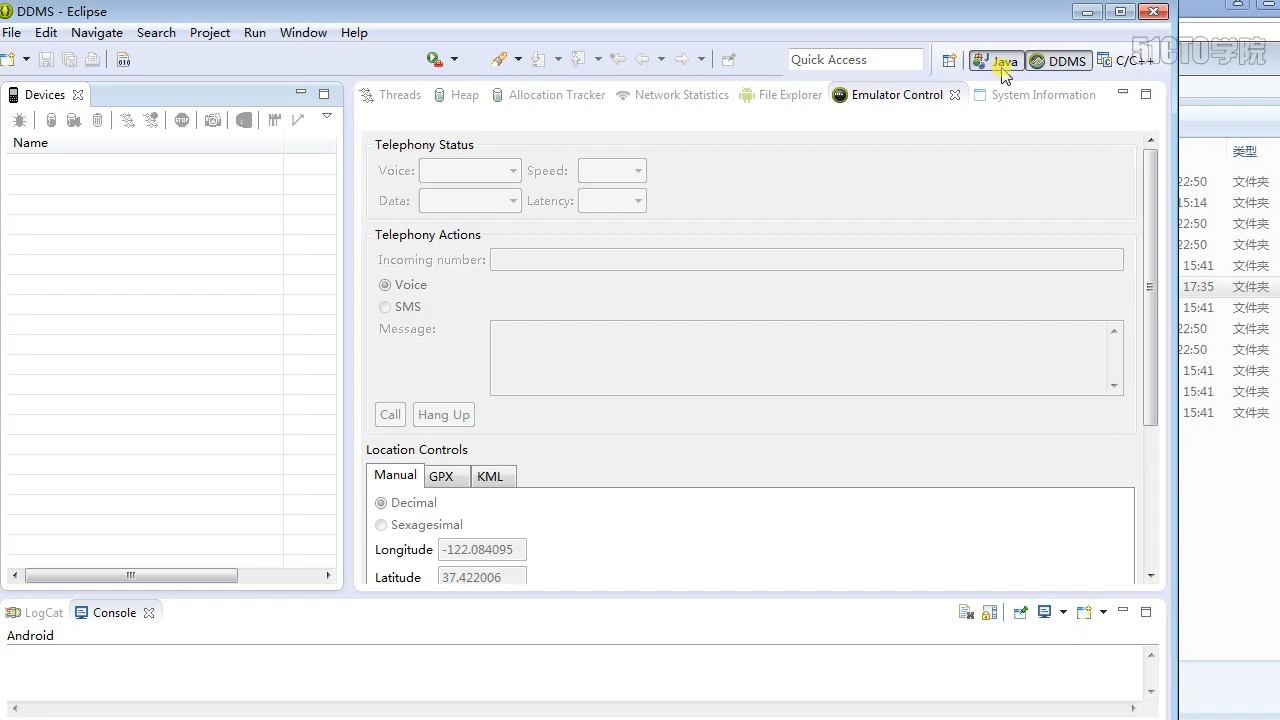 DDMS - Eclipse
File Edit Navigate Search Project Run Window Help
Quick Access
Java
DDMS
C/C++
51CTO学院
Devices
Threads
Heap
Allocation Tracker
Network Statistics
File Explorer
Emulator Control
System Information
Name
Telephony Status
Voice:
Speed:
Data:
Latency:
Telephony Actions
Incoming number:
Voice
SMS
Message:
Call
Hang Up
Location Controls
Manual
GPX
KML
Decimal
Sexagesimal
Longitude
-122.084095
Latitude
37.422006
LogCat
Console
Android
类型
22:50 文件夹
15:14 文件夹
22:50 文件夹
22:50 文件夹
15:41 文件夹
17:35 文件夹
15:41 文件夹
22:50 文件夹
22:50 文件夹
15:41 文件夹
15:41 文件夹
15:41 文件夹